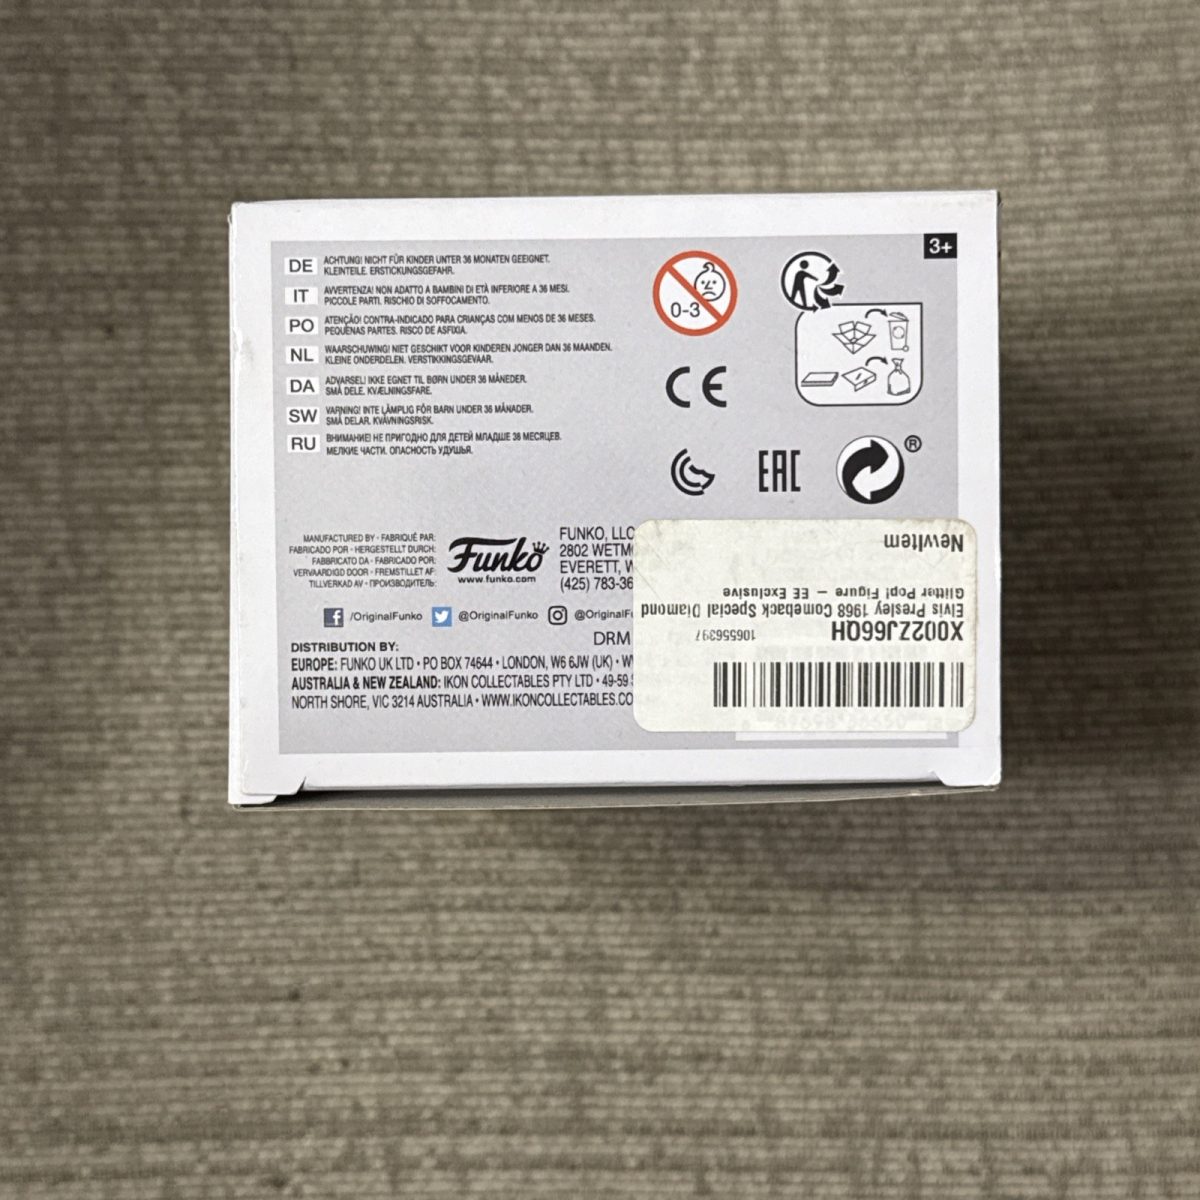 3+
DE ACHTUNG! NICHT FÜR KINDER UNTER 36 MONATEN GEEIGNET.
KLEINTEILE. ERSTICKUNGSGEFAHR.
IT AVVERTENZA! NON ADATTO A BAMBINI DI ETÀ INFERIORE A 36 MESI.
PICCOLE PARTI. RISCHIO DI SOFFOCAMENTO.
PO ATENÇÃO! CONTRA-INDICADO PARA CRIANÇAS COM MENOS DE 36 MESES.
PEQUENAS PARTES. RISCO DE ASFIXIA.
NL WAARSCHUWING! NIET GESCHIKT VOOR KINDEREN JONGER DAN 36 MAANDEN.
KLEINE ONDERDELEN. VERSTIKKINGSGEVAAR.
DA ADVARSEL! IKKE EGNET TIL BØRN UNDER 36 MÅNEDER.
SMÅ DELE. KVÆLNINGSFARE.
SW VARNING! INTE LÄMPLIG FÖR BARN UNDER 36 MÅNADER.
SMÅ DELAR. KVÄVNINGSRISK.
RU ВНИМАНИЕ! НЕ ПРИГОДНО ДЛЯ ДЕТЕЙ МЛАДШЕ 36 МЕСЯЦЕВ.
МЕЛКИЕ ЧАСТИ. ОПАСНОСТЬ УДУШЬЯ.
0-3
CE
EAC
®
MANUFACTURED BY • FABRIQUÉ PAR:
FABRICADO POR • HERGESTELLT DURCH:
FABBRICATO DA • FABRICADO POR:
VERVAARDIGD DOOR • FREMSTILLET AF:
TILLVERKAD AV • ПРОИЗВОДИТЕЛЬ:
Funko
www.funko.com
FUNKO, LLC
2802 WETM
EVERETT, W
(425) 783-36
/OriginalFunko @OriginalFunko @OriginalFu
DRM
DISTRIBUTION BY:
EUROPE: FUNKO UK LTD • PO BOX 74644 • LONDON, W6 6JW (UK) • W
AUSTRALIA & NEW ZEALAND: IKON COLLECTABLES PTY LTD • 49-59
NORTH SHORE, VIC 3214 AUSTRALIA • WWW.IKONCOLLECTABLES.CO
X002ZJ66QH 106556397
Elvis Presley 1968 Comeback Special Diamond
Glitter Pop! Figure – EE Exclusive
NewItem